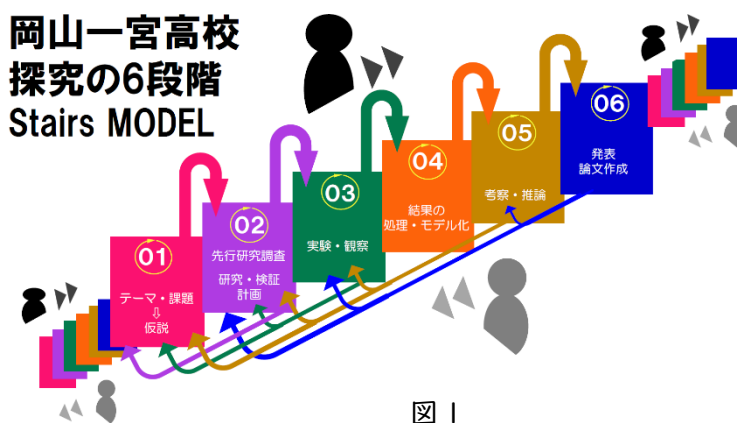 岡山一宮高校
探究の6段階
Stairs MODEL
01
テーマ・課題
⇩
仮説
02
先行研究調査
研究・検証
計画
03
実験・観察
04
結果の
処理・モデル化
05
考察・推論
06
発表
論文作成
図1